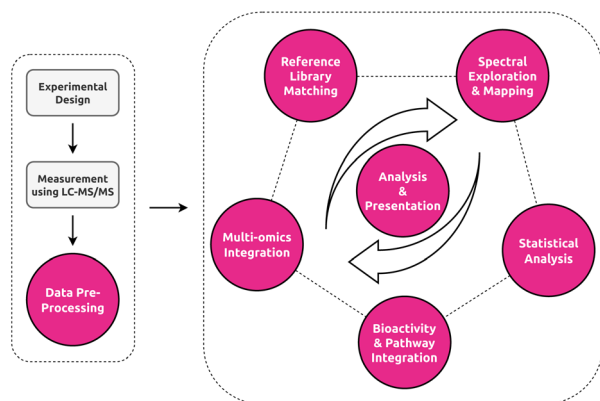 Experimental
Design
Measurement
using LC-MS/MS
Data Pre-
Processing
Reference
Library
Matching
Spectral
Exploration
& Mapping
Analysis
&
Presentation
Multi-omics
Integration
Statistical
Analysis
Bioactivity
& Pathway
Integration